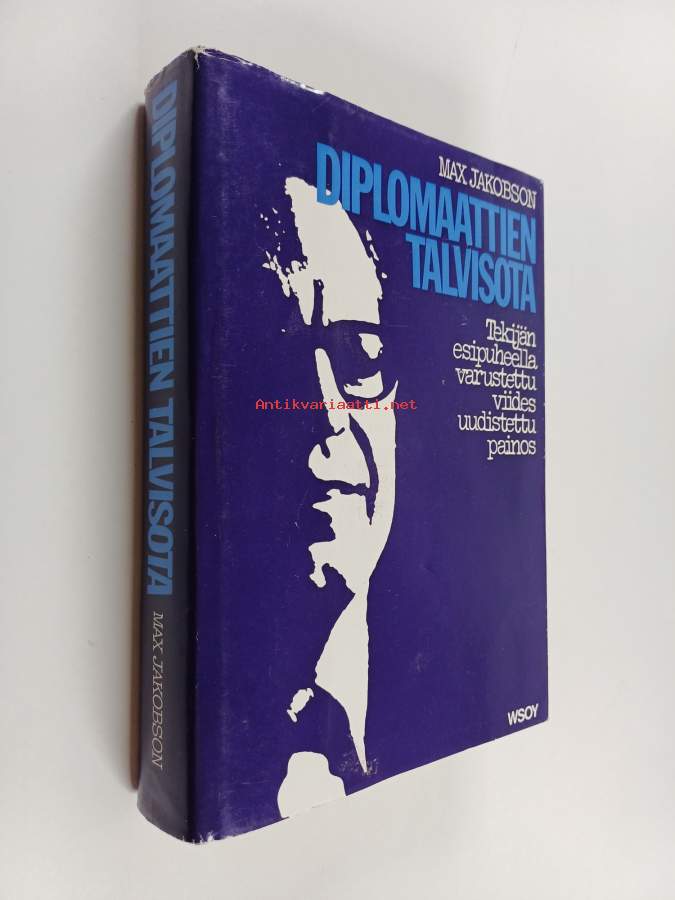 MAX JAKOBSON
DIPLOMAATTIEN
TALVISOTA
Tekijän
esipuheella
varustettu
viides
uudistettu
painos
WSOY
DIPLOMAATTIEN TALVISOTA
MAX JAKOBSON
Antikvariaatti.net